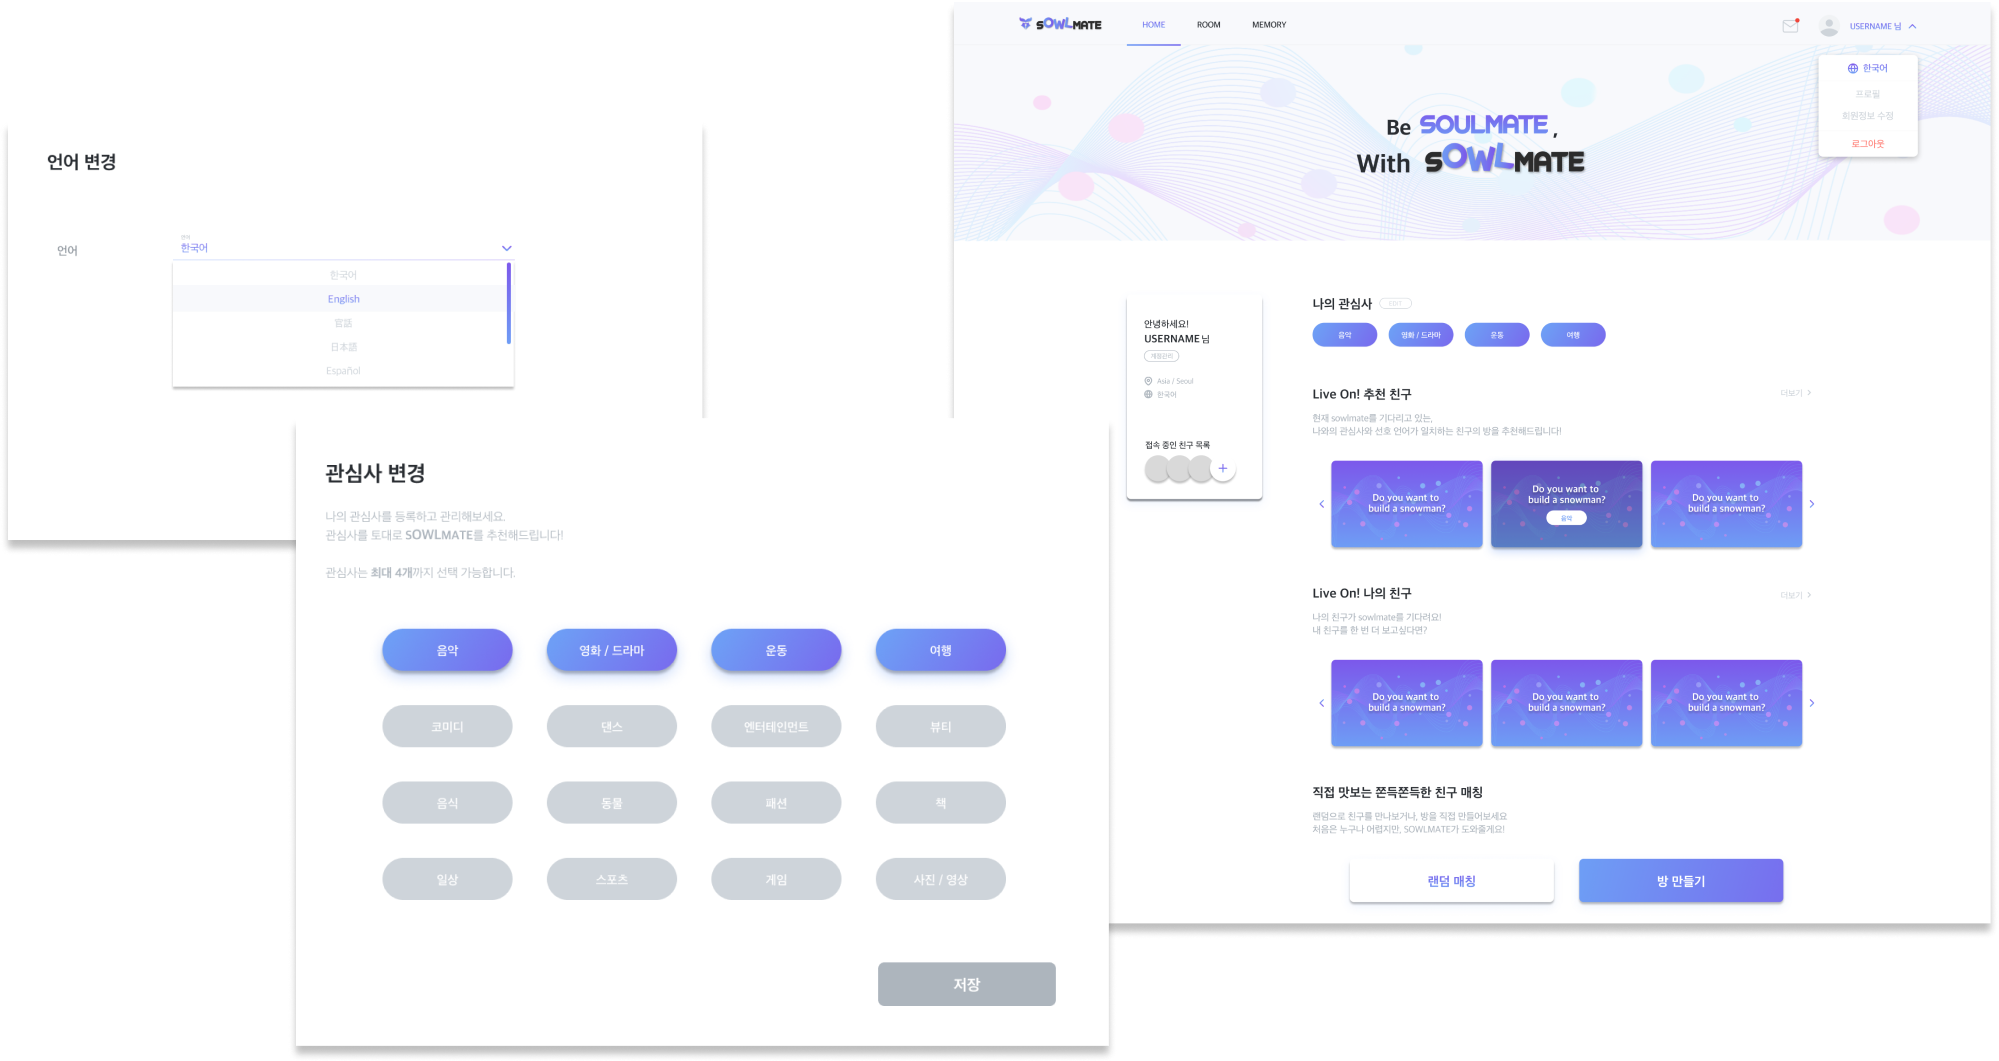 언어 변경
언어
언어
한국어
한국어
English
官話
日本語
Español
관심사 변경
나의 관심사를 등록하고 관리해보세요.
관심사를 토대로 SOWLMATE를 추천해드립니다!
관심사는 최대 4개까지 선택 가능합니다.
음악
영화 / 드라마
운동
여행
코미디
댄스
엔터테인먼트
뷰티
음식
동물
패션
책
일상
스포츠
게임
사진 / 영상
저장
SOWLMATE
HOME
ROOM
MEMORY
USERNAME 님
한국어
프로필
회원정보 수정
로그아웃
Be SOULMATE ,
With SOWLMATE
안녕하세요!
USERNAME 님
계정관리
Asia / Seoul
한국어
접속 중인 친구 목록
+
나의 관심사
EDIT
음악
영화 / 드라마
운동
여행
Live On! 추천 친구
더보기 >
현재 sowlmate를 기다리고 있는,
나와의 관심사와 선호 언어가 일치하는 친구의 방을 추천해드립니다!
Do you want to
build a snowman?
Do you want to
build a snowman?
음악
Do you want to
build a snowman?
Live On! 나의 친구
더보기 >
나의 친구가 sowlmate를 기다려요!
내 친구를 한 번 더 보고싶다면?
Do you want to
build a snowman?
Do you want to
build a snowman?
Do you want to
build a snowman?
직접 맛보는 쫀득쫀득한 친구 매칭
랜덤으로 친구를 만나보거나, 방을 직접 만들어보세요
처음은 누구나 어렵지만, SOWLMATE가 도와줄게요!
랜덤 매칭
방 만들기